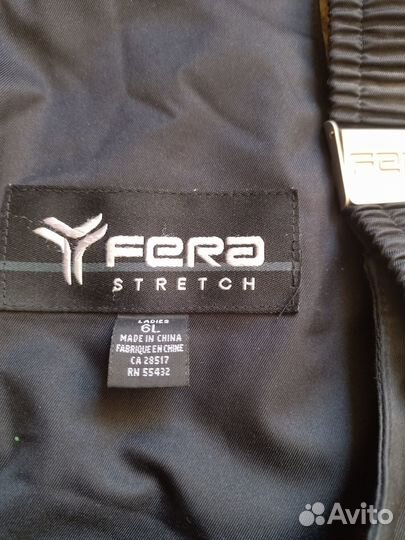 FERA
FERA
STRETCH
LADIES
6L
MADE IN CHINA
FABRIQUE EN CHINE
CA 28517
RN 55432
Avito